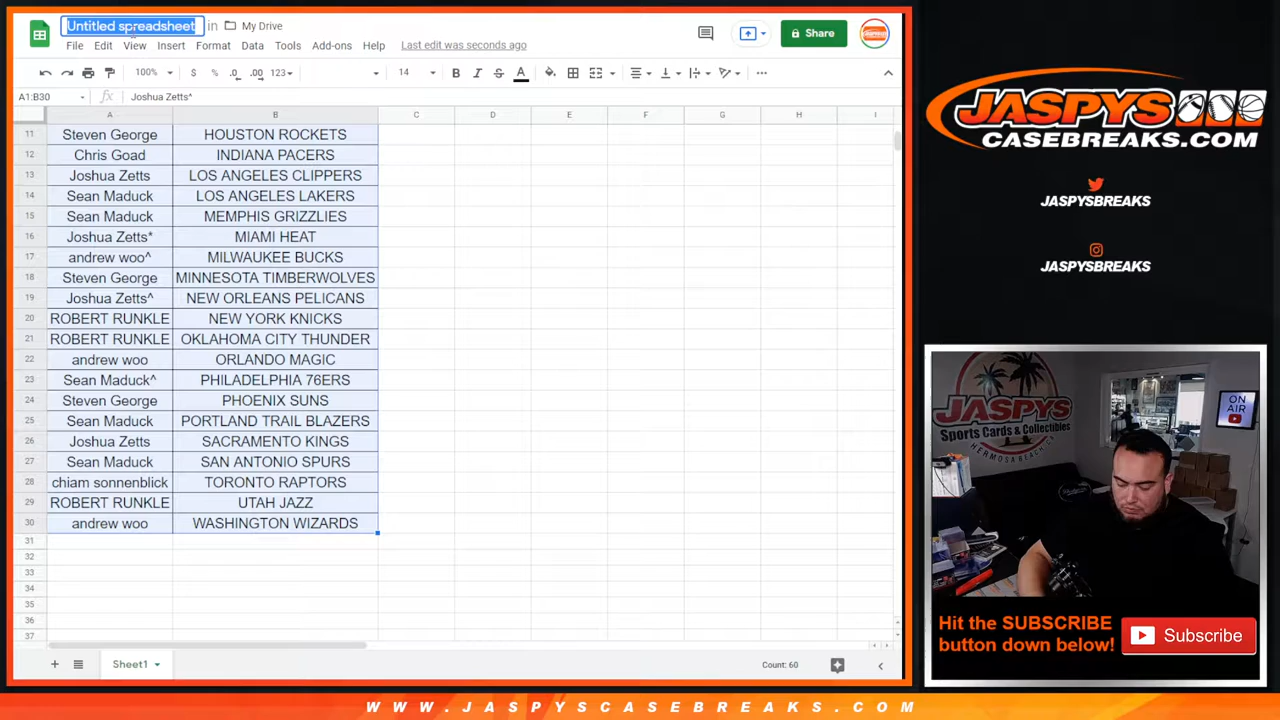 Untitled spreadsheet in My Drive
File Edit View Insert Format Data Tools Add-ons Help Last edit was seconds ago
Share
100% $ % .0 .00 123 14 B I S A
A1:B30 fx Joshua Zetts^
A B C D E F G H I
11 Steven George HOUSTON ROCKETS
12 Chris Goad INDIANA PACERS
13 Joshua Zetts LOS ANGELES CLIPPERS
14 Sean Maduck LOS ANGELES LAKERS
15 Sean Maduck MEMPHIS GRIZZLIES
16 Joshua Zetts* MIAMI HEAT
17 andrew woo^ MILWAUKEE BUCKS
18 Steven George MINNESOTA TIMBERWOLVES
19 Joshua Zetts^ NEW ORLEANS PELICANS
20 ROBERT RUNKLE NEW YORK KNICKS
21 ROBERT RUNKLE OKLAHOMA CITY THUNDER
22 andrew woo ORLANDO MAGIC
23 Sean Maduck^ PHILADELPHIA 76ERS
24 Steven George PHOENIX SUNS
25 Sean Maduck PORTLAND TRAIL BLAZERS
26 Joshua Zetts SACRAMENTO KINGS
27 Sean Maduck SAN ANTONIO SPURS
28 chiam sonnenblick TORONTO RAPTORS
29 ROBERT RUNKLE UTAH JAZZ
30 andrew woo WASHINGTON WIZARDS
31
32
33
34
35
36
37
Sheet1 Count: 60
JASPYS
CASEBREAKS.COM
JASPYSBREAKS
JASPYSBREAKS
JASPYS
Sports Cards & Collectibles
HERMOSA BEACH
ON
AIR
Hit the SUBSCRIBE
button down below!
Subscribe
WWW.JASPYSCASEBREAKS.COM